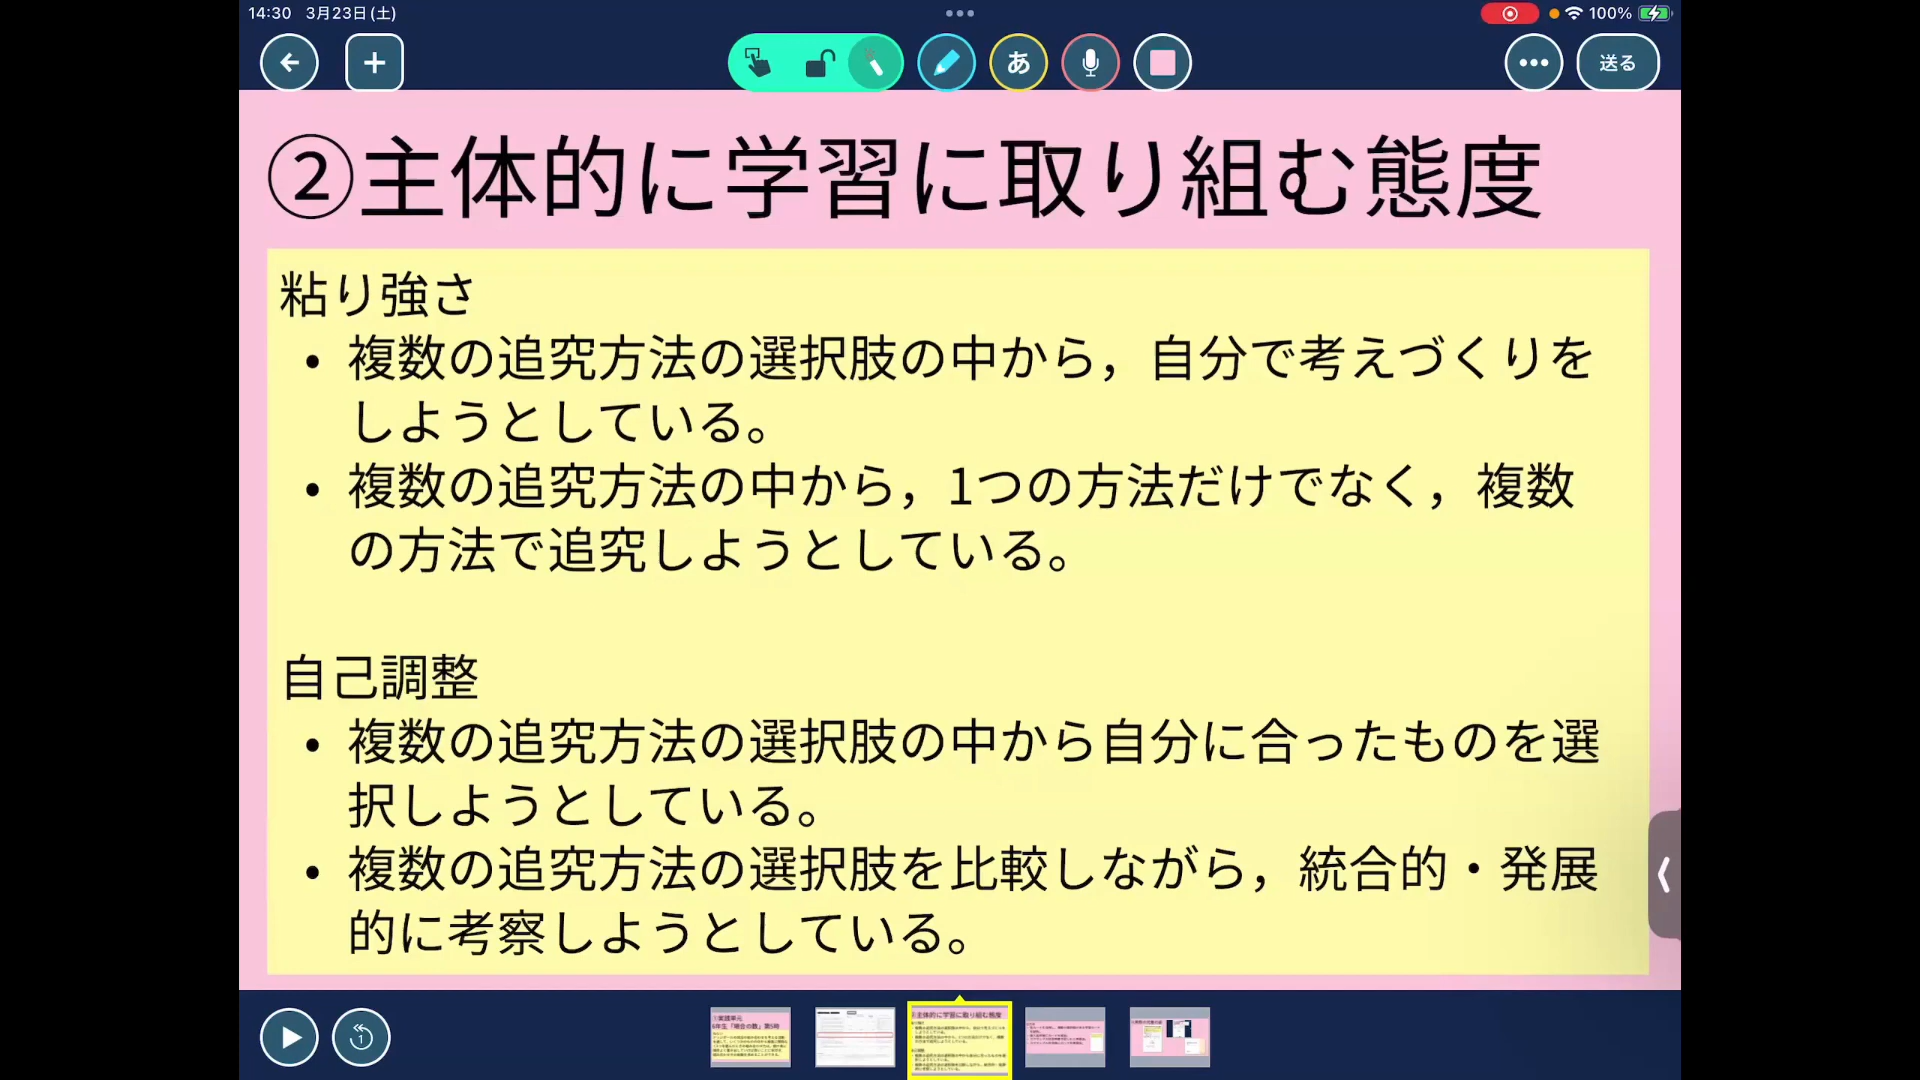 14:30 3月23日(土)
100%
あ
送る
②主体的に学習に取り組む態度
粘り強さ
• 複数の追究方法の選択肢の中から，自分で考えづくりを
しようとしている。
• 複数の追究方法の中から，1つの方法だけでなく，複数
の方法で追究しようとしている。
自己調整
• 複数の追究方法の選択肢の中から自分に合ったものを選
択しようとしている。
• 複数の追究方法の選択肢を比較しながら，統合的・発展
的に考察しようとしている。
1